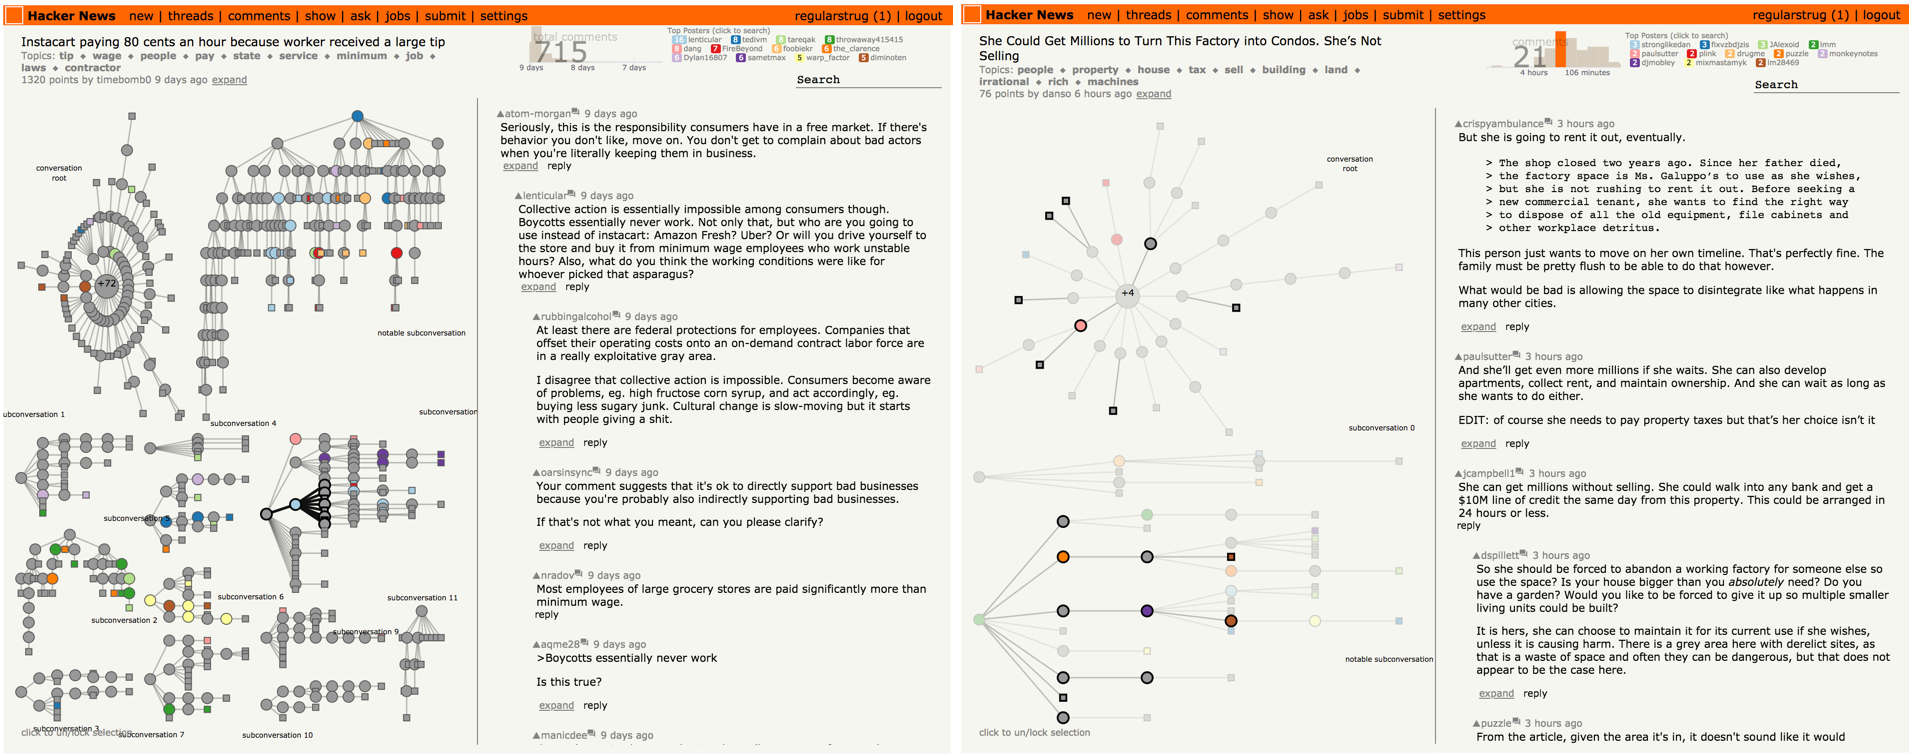 Hacker News new | threads | comments | show | ask | jobs | submit | settings
regularstrug (1) | logout
Instacart paying 80 cents an hour because worker received a large tip
Topics: tip ◆ wage ◆ people ◆ pay ◆ state ◆ service ◆ minimum ◆ job ◆
laws ◆ contractor
1320 points by timebomb0 9 days ago expand
total comments
715
9 days 8 days 7 days
Top Posters (click to search)
16 lenticular 8 tedivm 8 tareqak 8 throwaway415415
8 dang 7 FireBeyond 6 foobiekr 6 the_clarence
6 Dylan16807 6 sametmax 5 warp_factor 5 diminoten
Search
conversation
root
+72
notable subconversation
subconversation 1
subconversation
subconversation 4
subconversation 5
subconversation 6
subconversation 11
subconversation 2
subconversation 9
subconversation 3
click to un/lock selection
subconversation 7
subconversation 10
▲atom-morgan 9 days ago
Seriously, this is the responsibility consumers have in a free market. If there's
behavior you don't like, move on. You don't get to complain about bad actors
when you're literally keeping them in business.
expand reply
▲lenticular 9 days ago
Collective action is essentially impossible among consumers though.
Boycotts essentially never work. Not only that, but who are you going to
use instead of instacart: Amazon Fresh? Uber? Or will you drive yourself to
the store and buy it from minimum wage employees who work unstable
hours? Also, what do you think the working conditions were like for
whoever picked that asparagus?
expand reply
▲rubbingalcohol 9 days ago
At least there are federal protections for employees. Companies that
offset their operating costs onto an on-demand contract labor force are
in a really exploitative gray area.
I disagree that collective action is impossible. Consumers become aware
of problems, eg. high fructose corn syrup, and act accordingly, eg.
buying less sugary junk. Cultural change is slow-moving but it starts
with people giving a shit.
expand reply
▲oarsinsync 9 days ago
Your comment suggests that it's ok to directly support bad businesses
because you're probably also indirectly supporting bad businesses.
If that's not what you meant, can you please clarify?
expand reply
▲nradov 9 days ago
Most employees of large grocery stores are paid significantly more than
minimum wage.
reply
▲aqme28 9 days ago
>Boycotts essentially never work
Is this true?
expand reply
▲manicdee 9 days ago
Hacker News new | threads | comments | show | ask | jobs | submit | settings
regularstrug (1) | logout
She Could Get Millions to Turn This Factory into Condos. She's Not
Selling
Topics: people ◆ property ◆ house ◆ tax ◆ sell ◆ building ◆ land ◆
irrational ◆ rich ◆ machines
76 points by danso 6 hours ago expand
comments
21
4 hours 106 minutes
Top Posters (click to search)
3 stronglikedan 3 flxvzbdjzis 3 JAlexoid 2 lmm
2 paulsutter 2 plink 2 drugme 2 puzzle 2 monkeynotes
2 djmobley 2 mixmastamyk 2 lm28469
Search
conversation
root
+4
subconversation 0
notable subconversation
click to un/lock selection
▲crispyambulance 3 hours ago
But she is going to rent it out, eventually.
> The shop closed two years ago. Since her father died,
> the factory space is Ms. Galuppo's to use as she wishes,
> but she is not rushing to rent it out. Before seeking a
> new commercial tenant, she wants to find the right way
> to dispose of all the old equipment, file cabinets and
> other workplace detritus.
This person just wants to move on her own timeline. That's perfectly fine. The
family must be pretty flush to be able to do that however.
What would be bad is allowing the space to disintegrate like what happens in
many other cities.
expand reply
▲paulsutter 3 hours ago
And she'll get even more millions if she waits. She can also develop
apartments, collect rent, and maintain ownership. And she can wait as long as
she wants to do either.
EDIT: of course she needs to pay property taxes but that's her choice isn't it
expand reply
▲jcampbell1 3 hours ago
She can get millions without selling. She could walk into any bank and get a
$10M line of credit the same day from this property. This could be arranged in
24 hours or less.
reply
▲dspillett 3 hours ago
So she should be forced to abandon a working factory for someone else so
use the space? Is your house bigger than you absolutely need? Do you
have a garden? Would you like to be forced to give it up so multiple smaller
living units could be built?
It is hers, she can choose to maintain it for its current use if she wishes,
unless it is causing harm. There is a grey area here with derelict sites, as
that is a waste of space and often they can be dangerous, but that does not
appear to be the case here.
expand reply
▲puzzle 3 hours ago
From the article, given the area it's in, it doesn't sound like it would